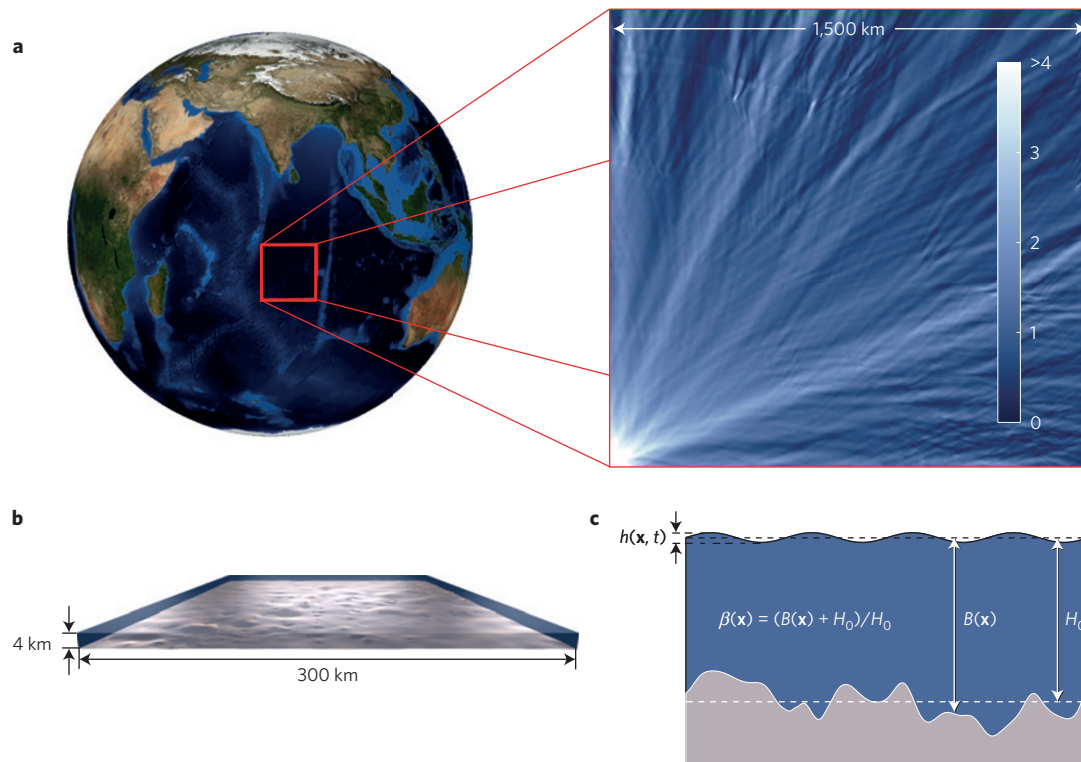 a
1,500 km
>4
3
2
1
0
b
4 km
300 km
c
h(x, t)
β(x) = (B(x) + H₀)/H₀
B(x)
H₀